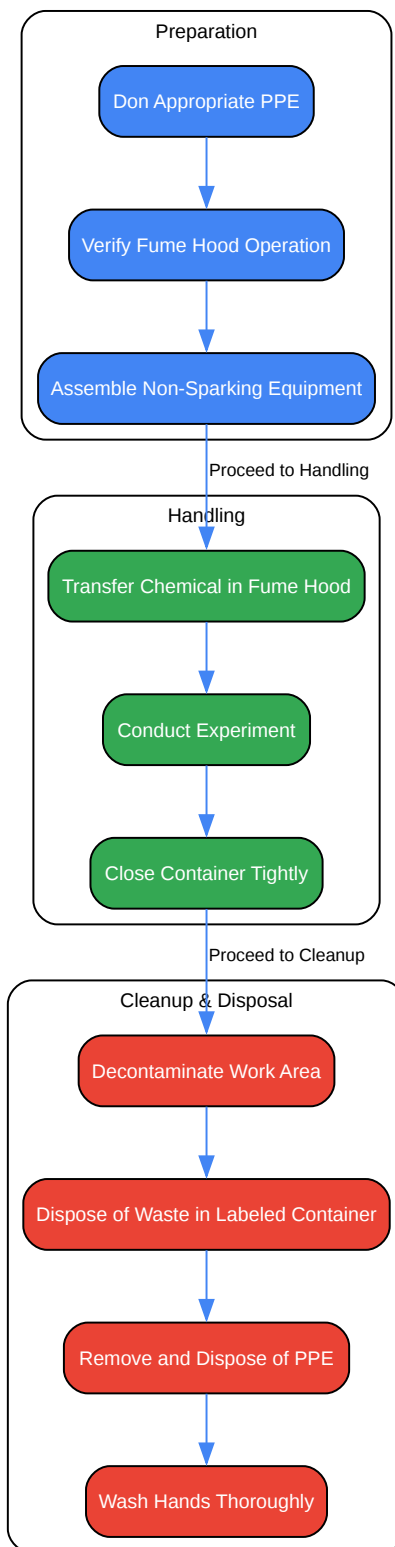 Preparation
Don Appropriate PPE
Verify Fume Hood Operation
Assemble Non-Sparking Equipment
Proceed to Handling
Handling
Transfer Chemical in Fume Hood
Conduct Experiment
Close Container Tightly
Proceed to Cleanup
Cleanup & Disposal
Decontaminate Work Area
Dispose of Waste in Labeled Container
Remove and Dispose of PPE
Wash Hands Thoroughly